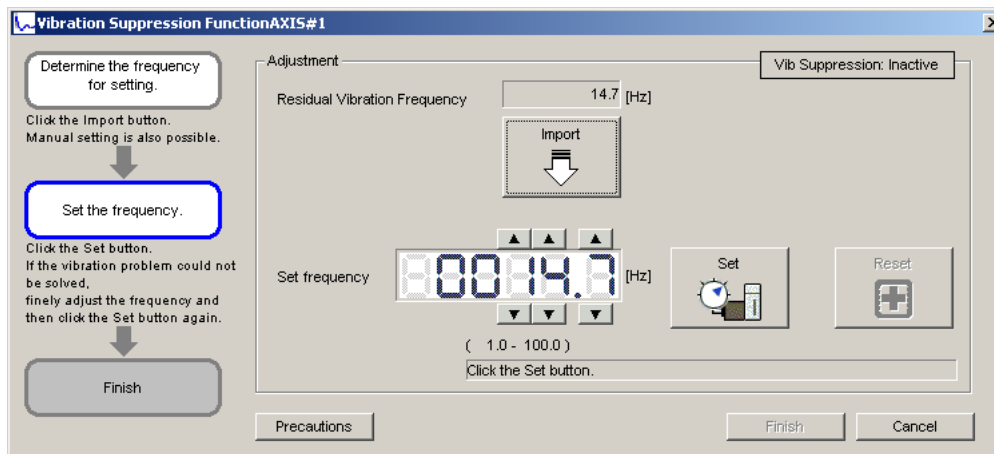 Vibration Suppression FunctionAXIS#1
Determine the frequency
for setting.
Click the Import button.
Manual setting is also possible.
Set the frequency.
Click the Set button.
If the vibration problem could not
be solved,
finely adjust the frequency and
then click the Set button again.
Finish
Adjustment
Vib Suppression: Inactive
Residual Vibration Frequency
14.7 [Hz]
Import
Set frequency
0014.7 [Hz]
Set
Reset
( 1.0 - 100.0 )
Click the Set button.
Precautions
Finish
Cancel